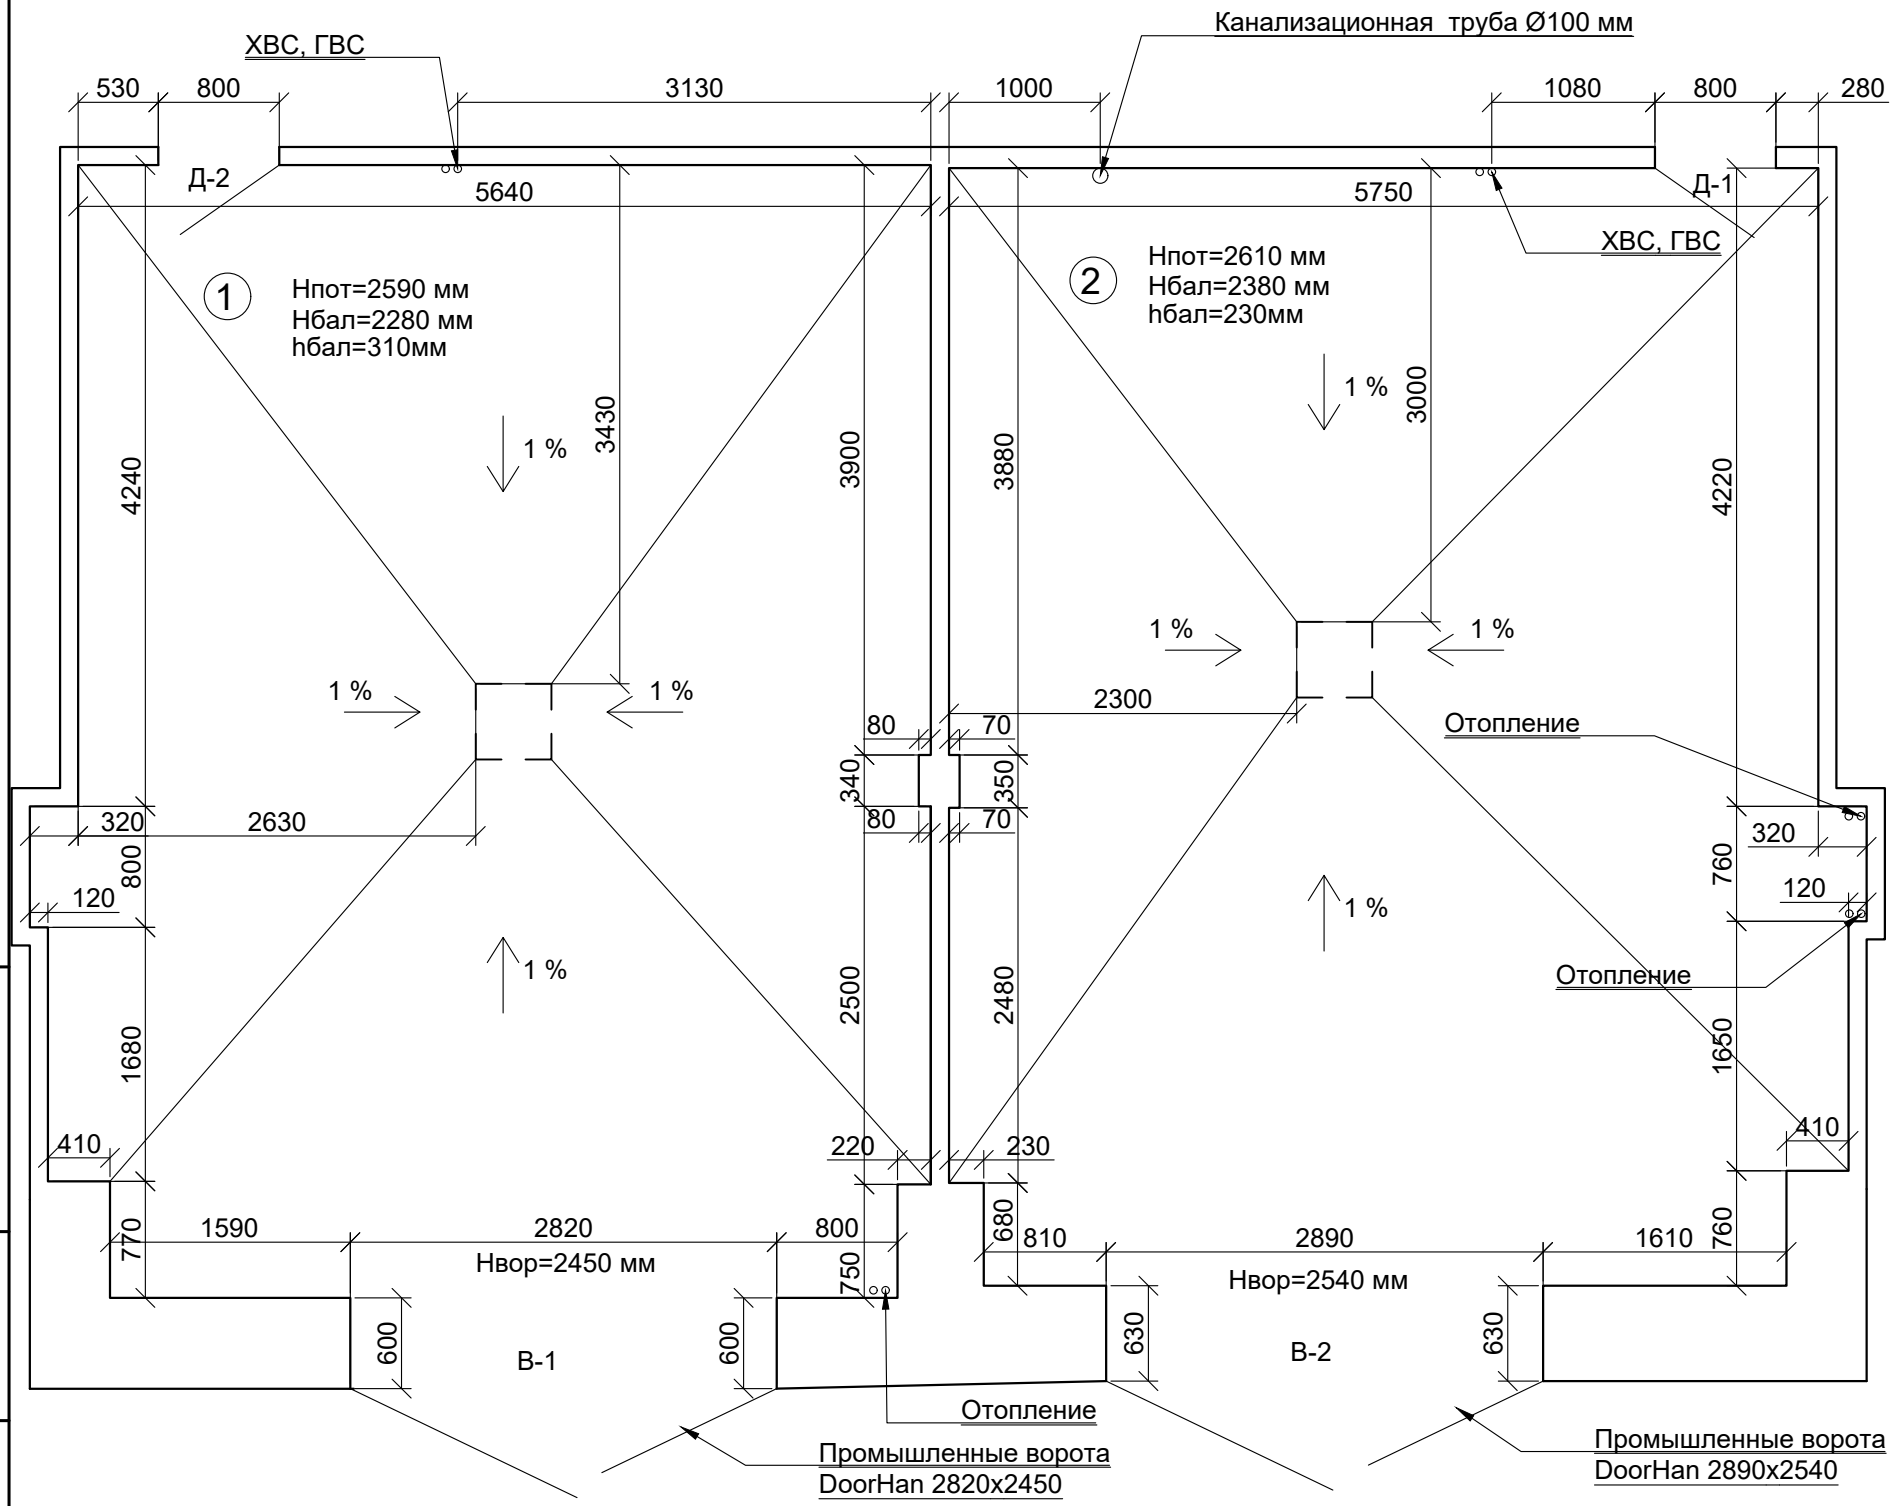 Канализационная труба Ø100 мм
ХВС, ГВС
530
800
3130
1000
1080
800
280
Д-2
5640
5750
Д-1
ХВС, ГВС
1
Нпот=2590 мм
Нбал=2280 мм
hбал=310мм
2
Нпот=2610 мм
Нбал=2380 мм
hбал=230мм
1 %
3430
3900
3880
1 %
3000
4240
4220
1 %
1 %
1 %
1 %
2300
80
70
Отопление
340
350
320
2630
80
70
320
800
760
120
120
1 %
1 %
2500
2480
Отопление
1680
1650
410
220
230
410
770
1590
2820
800
680
810
2890
1610
760
Нвор=2450 мм
750
Нвор=2540 мм
600
600
630
630
В-1
В-2
Отопление
Промышленные ворота
DoorHan 2820х2450
Промышленные ворота
DoorHan 2890х2540